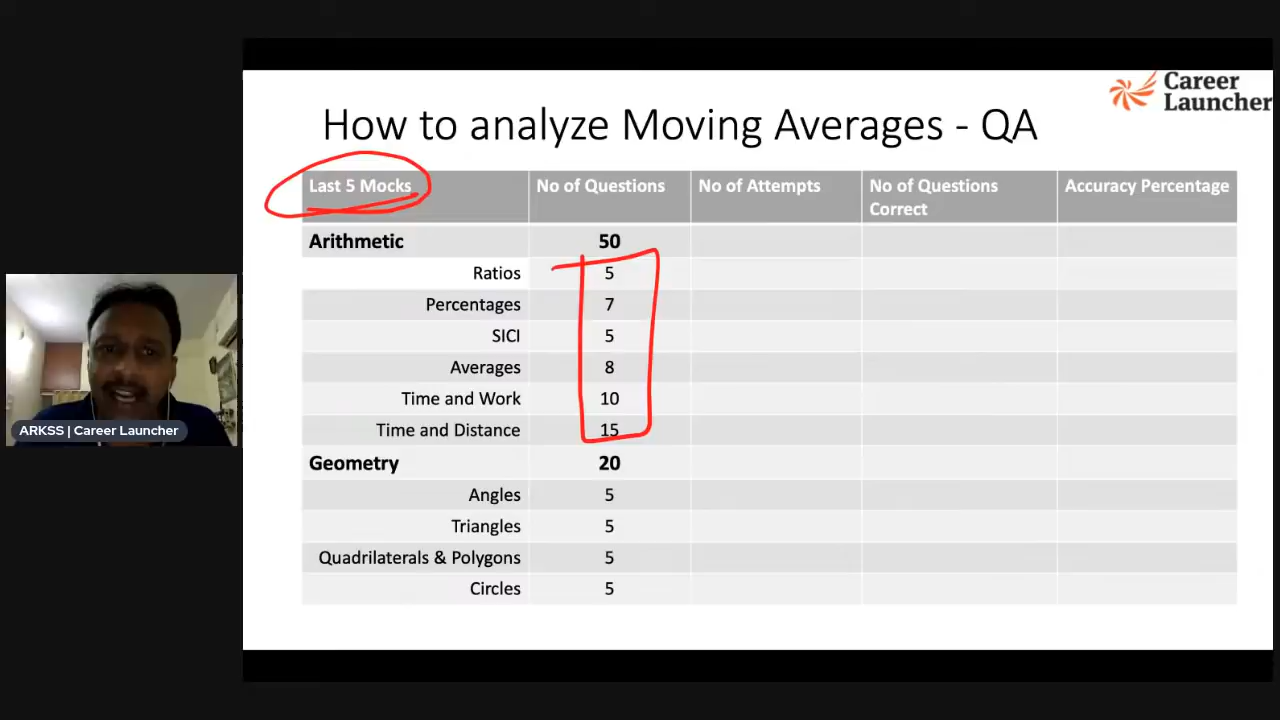 Career
Launcher
How to analyze Moving Averages - QA
Last 5 Mocks No of Questions No of Attempts No of Questions Correct Accuracy Percentage
Arithmetic 50
Ratios 5
Percentages 7
SICI 5
Averages 8
Time and Work 10
Time and Distance 15
Geometry 20
Angles 5
Triangles 5
Quadrilaterals & Polygons 5
Circles 5
ARKSS | Career Launcher